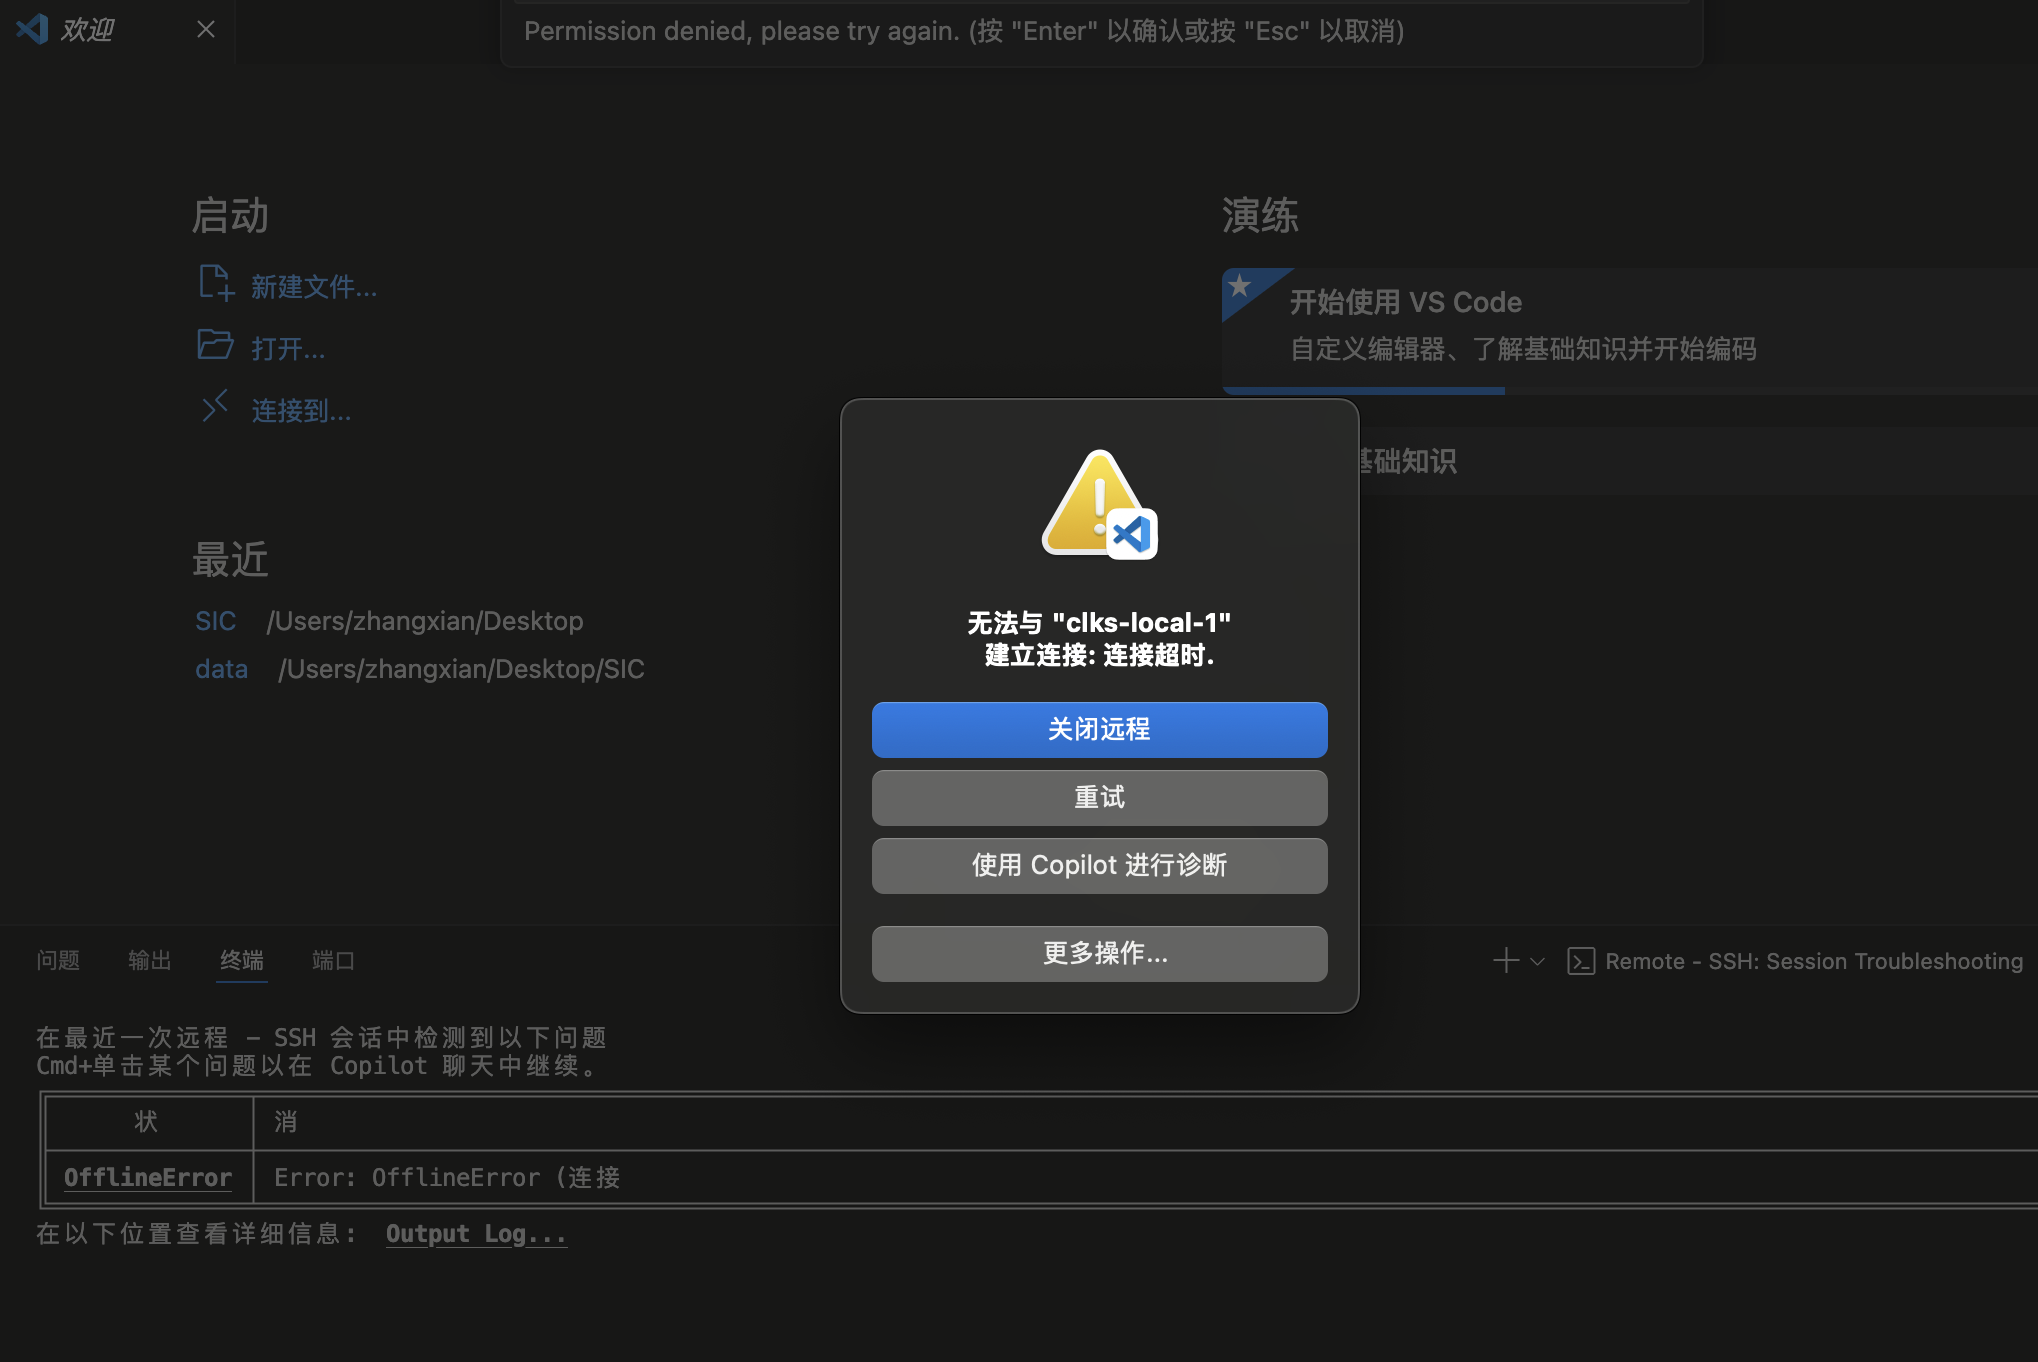 欢迎
Permission denied, please try again. (按 "Enter" 以确认或按 "Esc" 以取消)
启动
新建文件...
打开...
连接到...
最近
SIC /Users/zhangxian/Desktop
data /Users/zhangxian/Desktop/SIC
演练
开始使用 VS Code
自定义编辑器、了解基础知识并开始编码
基础知识
无法与 "clks-local-1"
建立连接: 连接超时.
关闭远程
重试
使用 Copilot 进行诊断
更多操作...
问题 输出 终端 端口
Remote - SSH: Session Troubleshooting
在最近一次远程 - SSH 会话中检测到以下问题
Cmd+单击某个问题以在 Copilot 聊天中继续。
状 消
OfflineError Error: OfflineError (连接
在以下位置查看详细信息: Output Log...